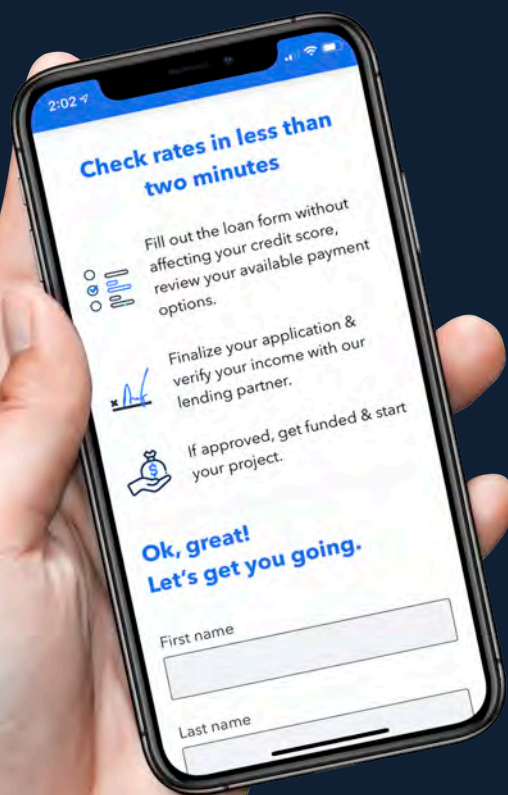 2:02
Check rates in less than
two minutes
Fill out the loan form without
affecting your credit score,
review your available payment
options.
Finalize your application &
verify your income with our
lending partner.
If approved, get funded & start
your project.
Ok, great!
Let's get you going.
First name
Last name